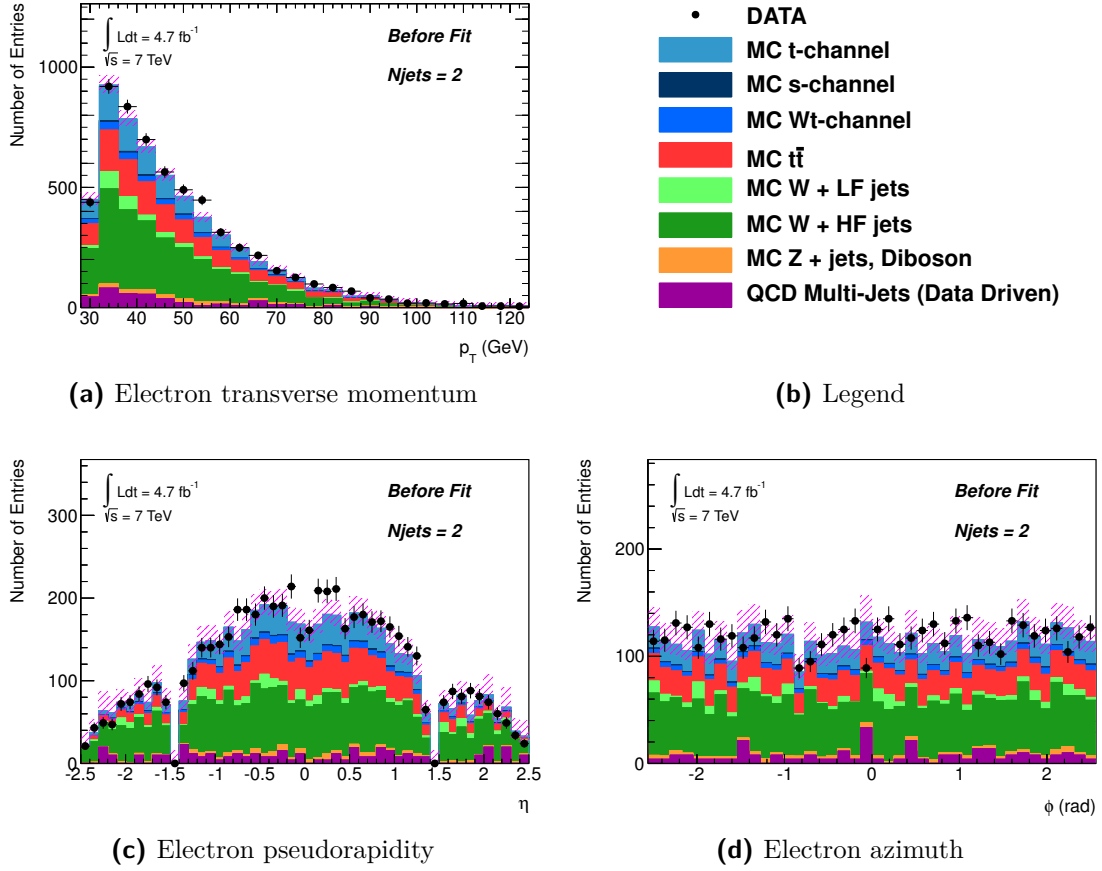 Number of Entries
∫ Ldt = 4.7 fb⁻¹
√s = 7 TeV
Before Fit
Njets = 2
1000
500
0
30 40 50 60 70 80 90 100 110 120
p_T (GeV)
(a) Electron transverse momentum
DATA
MC t-channel
MC s-channel
MC Wt-channel
MC tt̄
MC W + LF jets
MC W + HF jets
MC Z + jets, Diboson
QCD Multi-Jets (Data Driven)
(b) Legend
Number of Entries
∫ Ldt = 4.7 fb⁻¹
√s = 7 TeV
Before Fit
Njets = 2
300
200
100
0
-2.5 -2 -1.5 -1 -0.5 0 0.5 1 1.5 2 2.5
η
(c) Electron pseudorapidity
Number of Entries
∫ Ldt = 4.7 fb⁻¹
√s = 7 TeV
Before Fit
Njets = 2
200
100
0
-2 -1 0 1 2
ϕ (rad)
(d) Electron azimuth